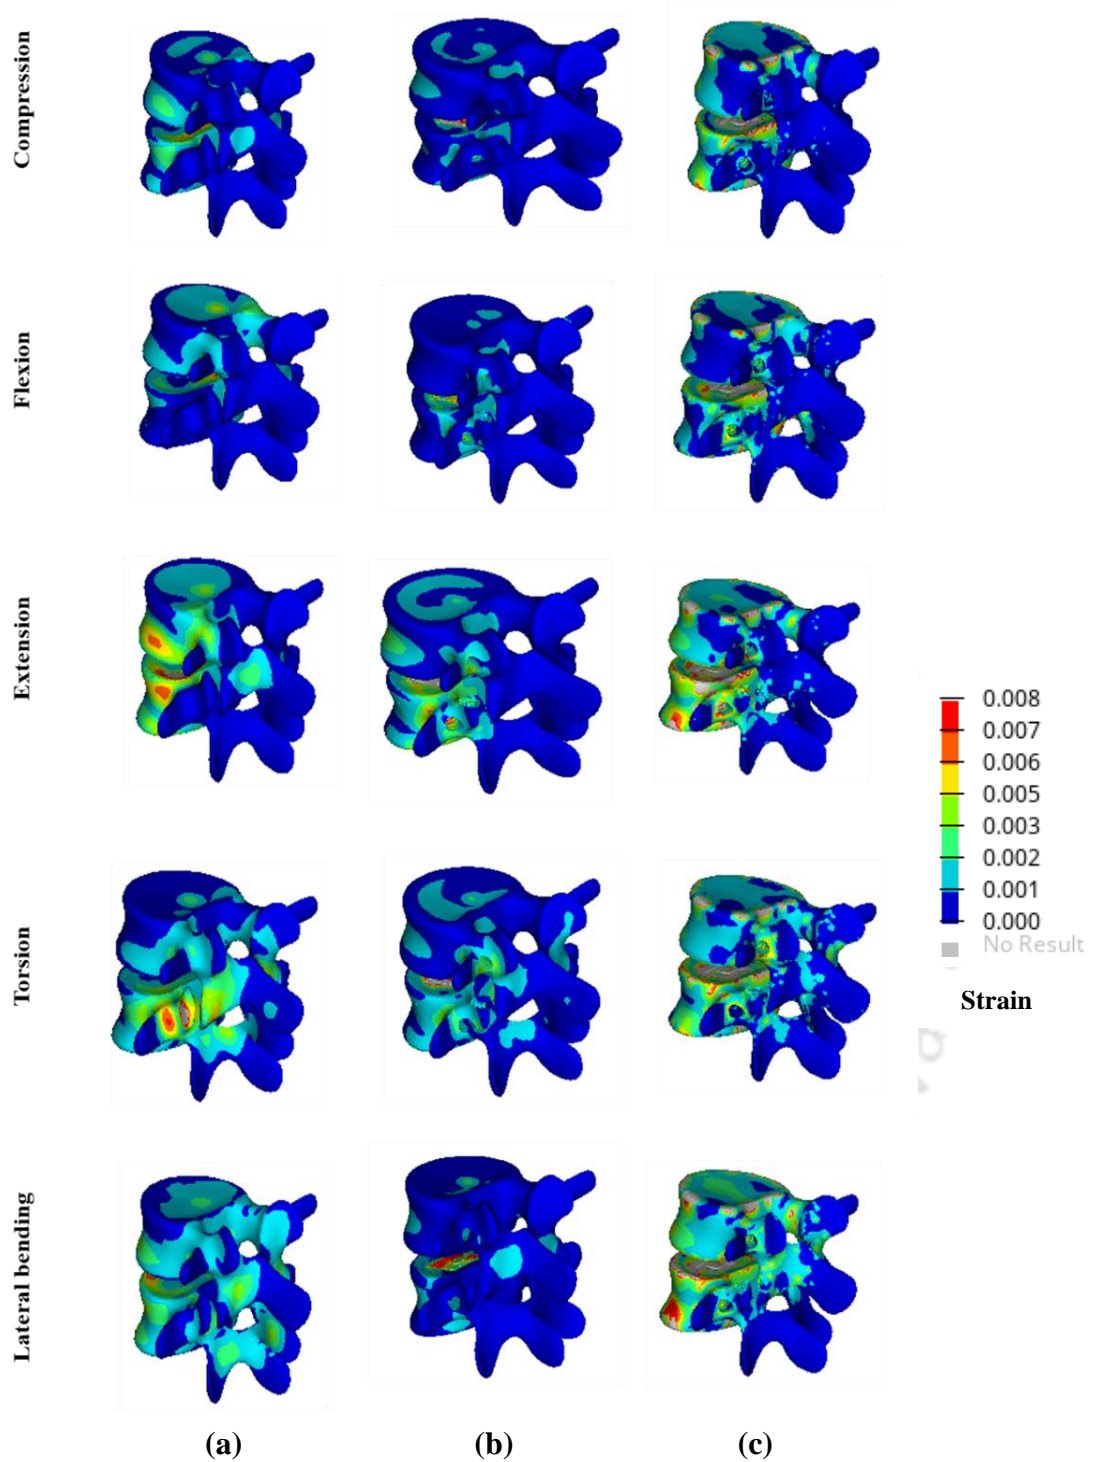 Compression
Flexion
Extension
Torsion
Lateral bending
0.008
0.007
0.006
0.005
0.003
0.002
0.001
0.000
No Result
Strain
(a) (b) (c)